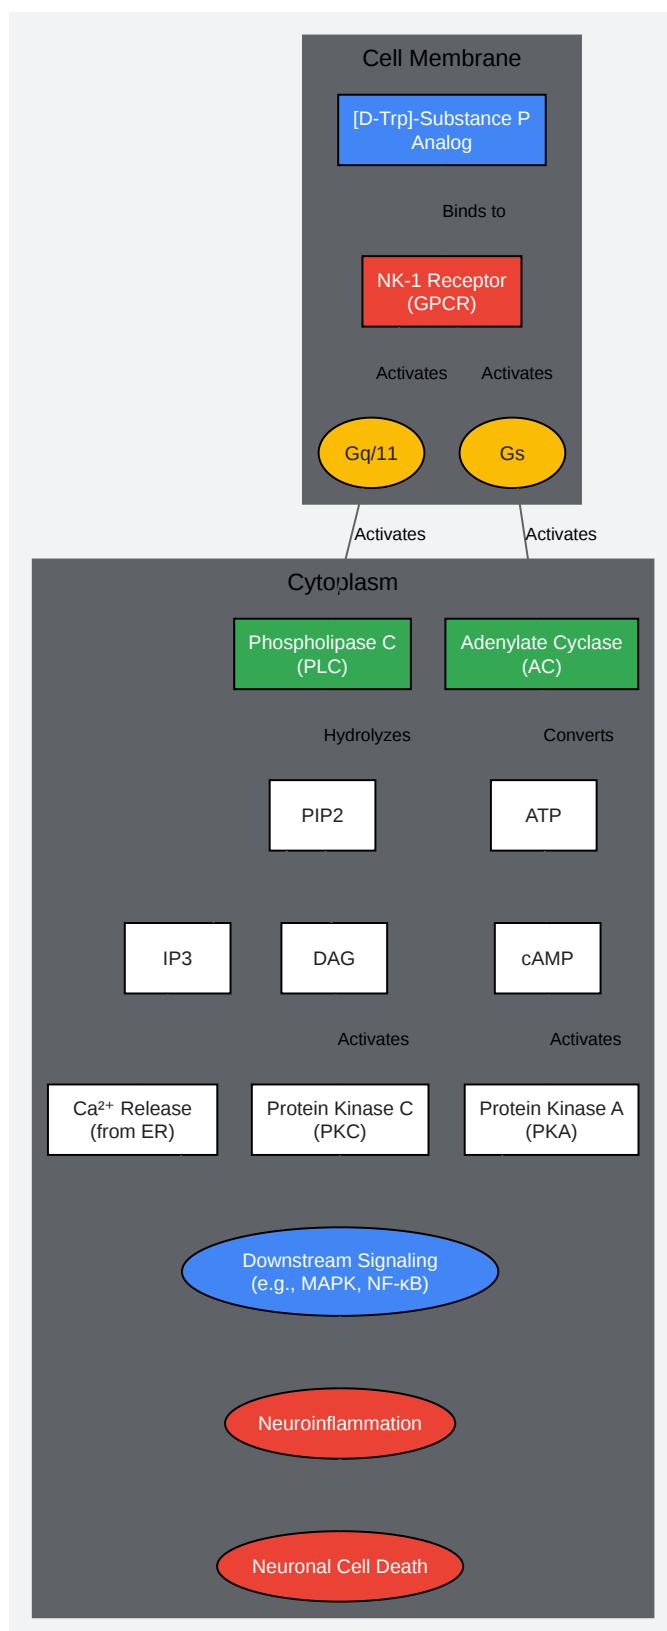 Cell Membrane
[D-Trp]-Substance P
Analog
Binds to
NK-1 Receptor
(GPCR)
Activates
Activates
Gq/11
Gs
Activates
Activates
Cytoplasm
Phospholipase C
(PLC)
Adenylate Cyclase
(AC)
Hydrolyzes
Converts
PIP2
ATP
IP3
DAG
cAMP
Activates
Activates
Ca²⁺ Release
(from ER)
Protein Kinase C
(PKC)
Protein Kinase A
(PKA)
Downstream Signaling
(e.g., MAPK, NF-κB)
Neuroinflammation
Neuronal Cell Death